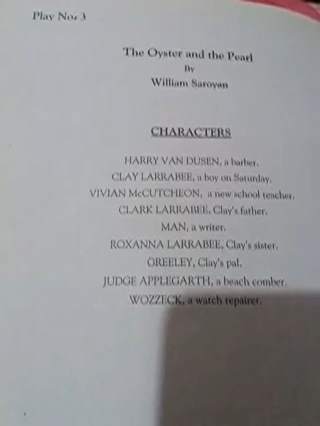 Play No. 3
The Oyster and the Pearl
By
William Saroyan
CHARACTERS
HARRY VAN DUSEN, a barber.
CLAY LARRABEE, a boy on Saturday.
VIVIAN McCUTCHEON, a new school teacher.
CLARK LARRABEE, Clay's father.
MAN, a writer.
ROXANNA LARRABEE, Clay's sister.
GREELEY, Clay's pal.
JUDGE APPLEGARTH, a beach comber.
WOZZECK, a watch repairer.